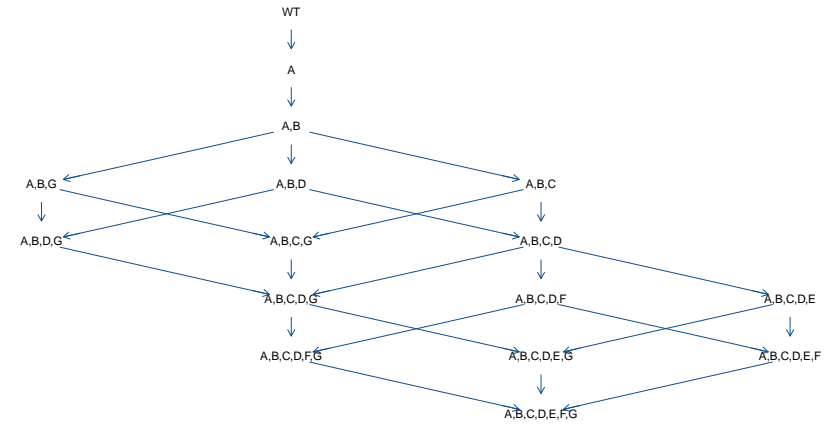 WT
A
A,B
A,B,G
A,B,D
A,B,C
A,B,D,G
A,B,C,G
A,B,C,D
A,B,C,D,G
A,B,C,D,F
A,B,C,D,E
A,B,C,D,F,G
A,B,C,D,E,G
A,B,C,D,E,F
A,B,C,D,E,F,G